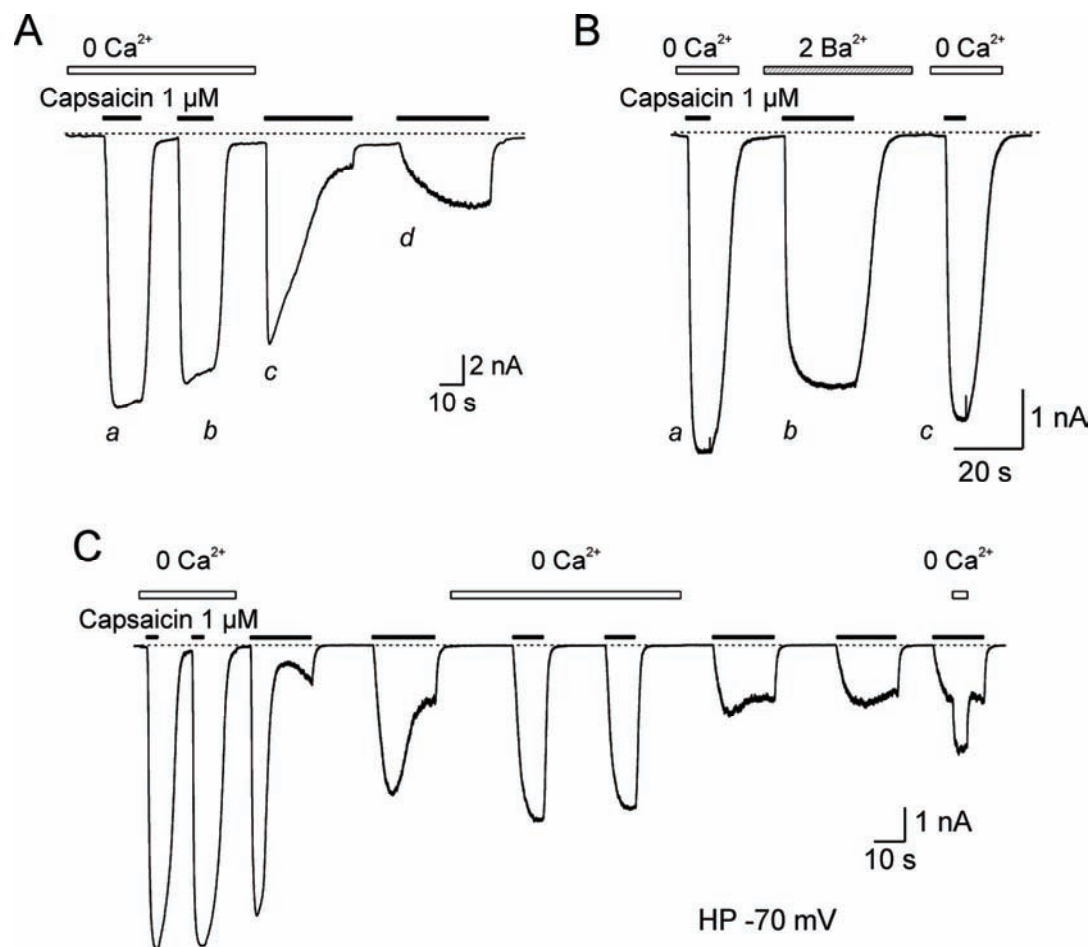 A
0 Ca²⁺
Capsaicin 1 µM
a
b
c
d
2 nA
10 s
B
0 Ca²⁺ 2 Ba²⁺ 0 Ca²⁺
Capsaicin 1 µM
a
b
c
1 nA
20 s
C
0 Ca²⁺ 0 Ca²⁺ 0 Ca²⁺
Capsaicin 1 µM
1 nA
10 s
HP -70 mV